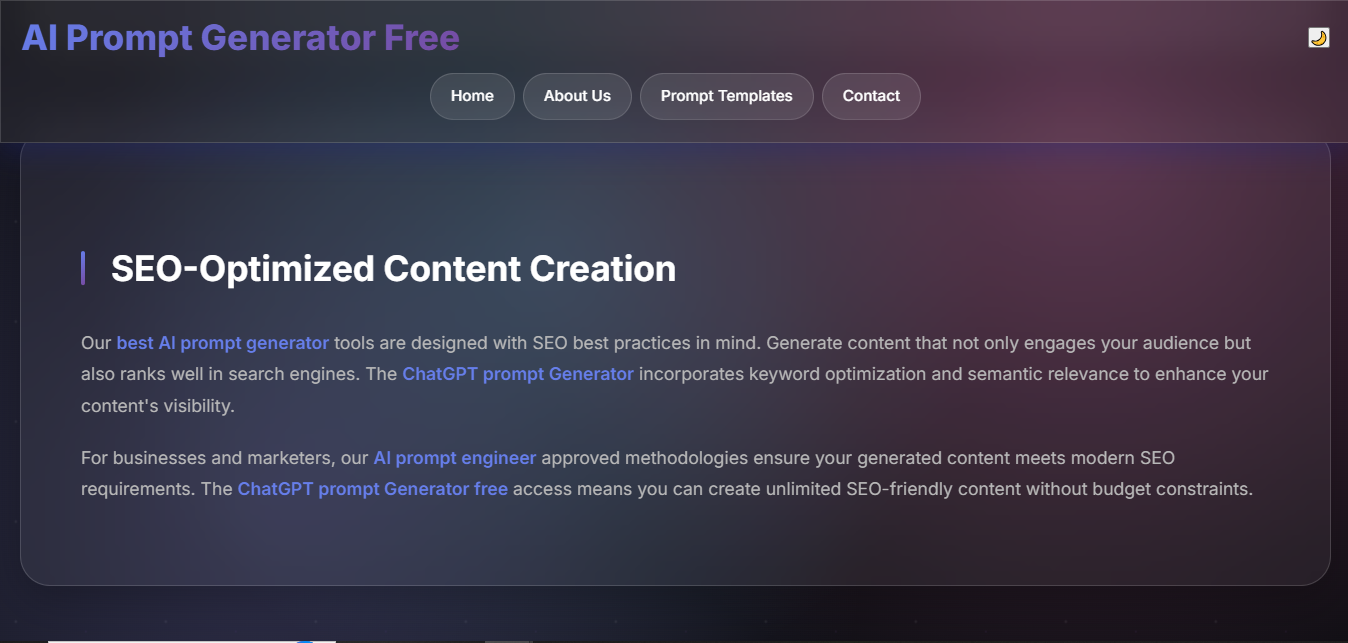 AI Prompt Generator Free
Home
About Us
Prompt Templates
Contact
SEO-Optimized Content Creation
Our best AI prompt generator tools are designed with SEO best practices in mind. Generate content that not only engages your audience but
also ranks well in search engines. The ChatGPT prompt Generator incorporates keyword optimization and semantic relevance to enhance your
content's visibility.
For businesses and marketers, our AI prompt engineer approved methodologies ensure your generated content meets modern SEO
requirements. The ChatGPT prompt Generator free access means you can create unlimited SEO-friendly content without budget constraints.